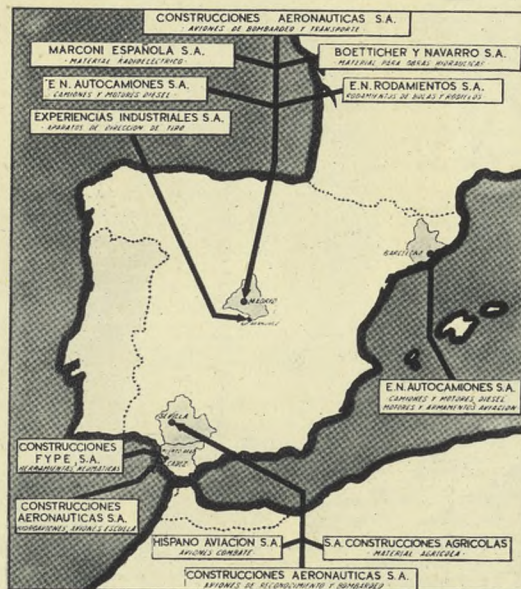 CONSTRUCCIONES AERONAUTICAS S.A.
- AVIONES DE BOMBARDEO Y TRANSPORTE
MARCONI ESPAÑOLA S.A.
- MATERIAL RADIOELECTRICO -
BOETTICHER Y NAVARRO S.A.
MATERIAL PARA OBRAS HIDRAULICAS
E.N. AUTOCAMIONES S.A.
- CAMIONES Y MOTORES DIESEL -
E.N. RODAMIENTOS S.A.
RODAMIENTOS DE BOLAS Y RODILLOS
EXPERIENCIAS INDUSTRIALES S.A.
- APARATOS DE DIRECCION DE TIRO
BARCELONA
MADRID
E.N. AUTOCAMIONES S.A.
CAMIONES Y MOTORES DIESEL
MOTORES Y ARMAMENTOS AVIACION
SEVILLA
CADIZ
CONSTRUCCIONES
FYPE, S.A.
HERRAMIENTAS NEUMATICAS
CONSTRUCCIONES
AERONAUTICAS S.A.
HIDROAVIONES, AVIONES ESCUELA
HISPANO AVIACION S.A.
AVIONES COMBATE -
S.A. CONSTRUCCIONES AGRICOLAS
- MATERIAL AGRICOLA -
CONSTRUCCIONES AERONAUTICAS S.A.
AVIONES DE RECONOCIMIENTO Y BOMBARDEO